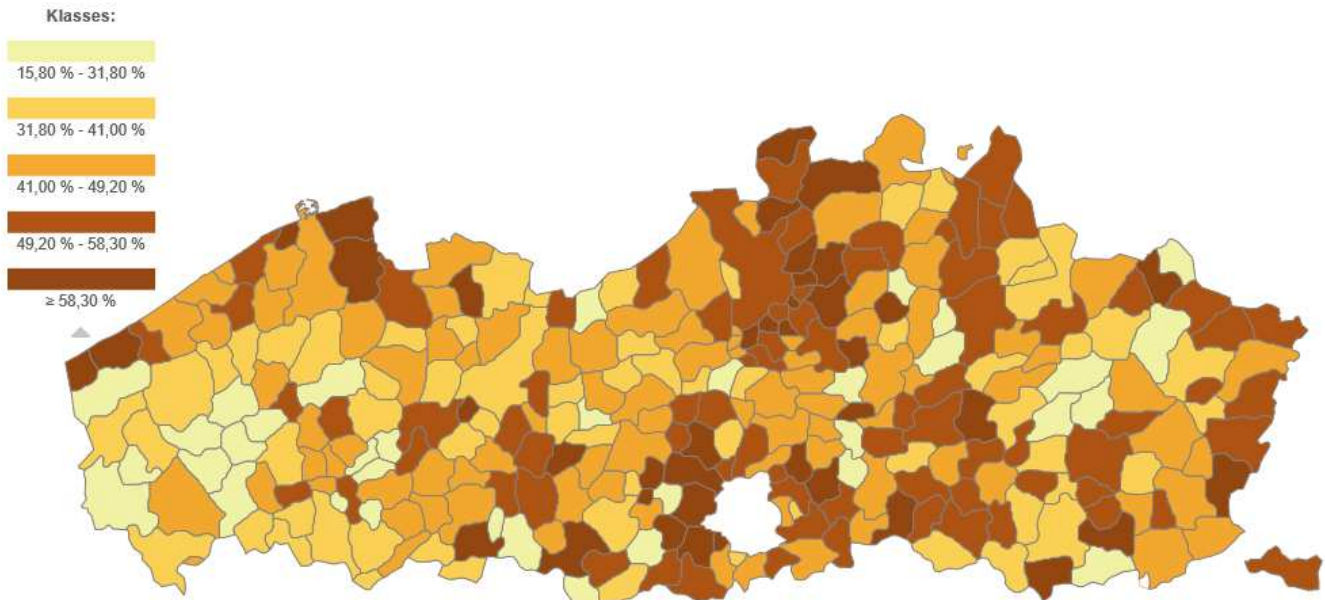 Klasses:
15,80 % - 31,80 %
31,80 % - 41,00 %
41,00 % - 49,20 %
49,20 % - 58,30 %
≥ 58,30 %